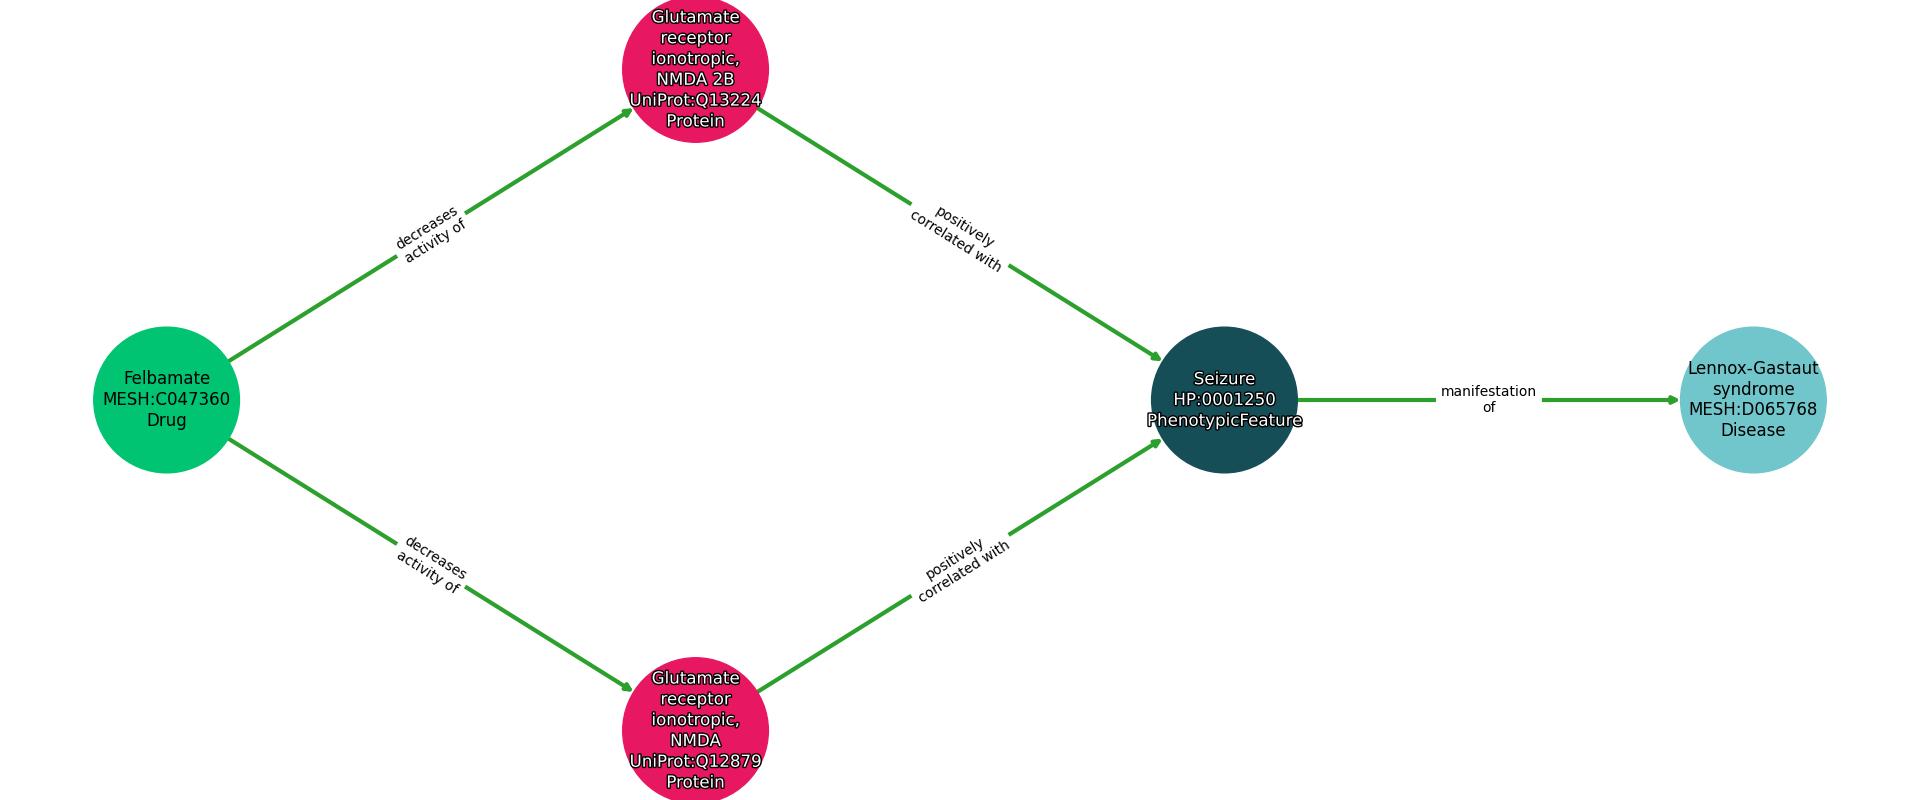 Glutamate
receptor
ionotropic,
NMDA 2B
UniProt:Q13224
Protein
decreases
activity of
positively
correlated with
Felbamate
MESH:C047360
Drug
Seizure
HP:0001250
PhenotypicFeature
manifestation
of
Lennox-Gastaut
syndrome
MESH:D065768
Disease
decreases
activity of
positively
correlated with
Glutamate
receptor
ionotropic,
NMDA
UniProt:Q12879
Protein